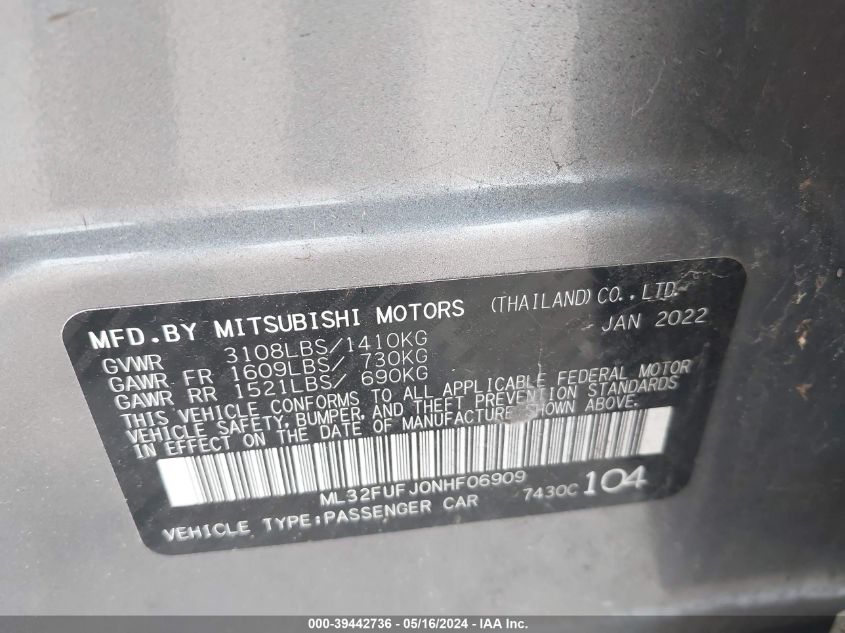 MFD.BY MITSUBISHI MOTORS (THAILAND) CO., LTD.
JAN 2022
GVWR 3108LBS/1410KG
GAWR FR 1609LBS/ 730KG
GAWR RR 1521LBS/ 690KG
THIS VEHICLE CONFORMS TO ALL APPLICABLE FEDERAL MOTOR
VEHICLE SAFETY, BUMPER, AND THEFT PREVENTION STANDARDS
IN EFFECT ON THE DATE OF MANUFACTURE SHOWN ABOVE.
ML32FUFJ0NHF06909
7430C 104
VEHICLE TYPE:PASSENGER CAR
000-39442736 - 05/16/2024 - IAA Inc.